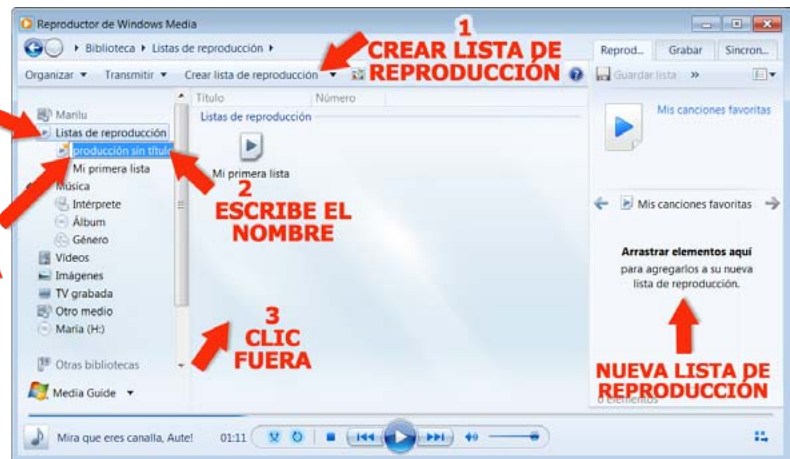 Reproductor de Windows Media
1
CREAR LISTA DE
REPRODUCCIÓN
Biblioteca Listas de reproducción
Reprod... Grabar Sincron...
Organizar Transmitir Crear lista de reproducción
Guardar lista »
Título Número
Marilu
Listas de reproducción
producción sin título
Mi primera lista
Música
Intérprete
Álbum
Género
Vídeos
Imágenes
TV grabada
Otro medio
María (H:)
Otras bibliotecas
Media Guide
Listas de reproducción
Mi primera lista
2
ESCRIBE EL
NOMBRE
3
CLIC
FUERA
Mis canciones favoritas
Mis canciones favoritas
Arrastrar elementos aquí
para agregarlos a su nueva
lista de reproducción.
NUEVA LISTA DE
REPRODUCCIÓN
0 elementos
Mira que eres canalla, Aute! 01:11